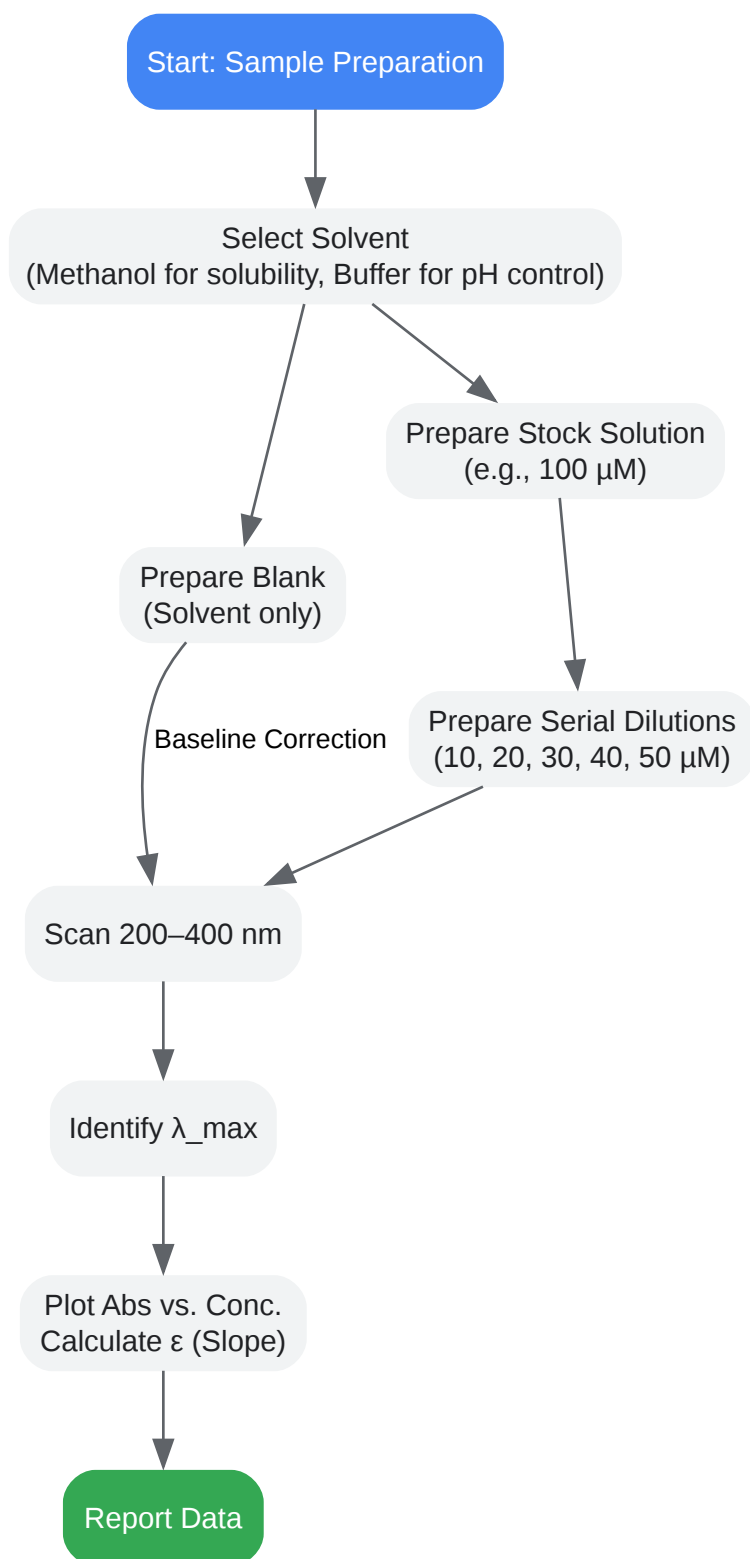 Start: Sample Preparation
Select Solvent
(Methanol for solubility, Buffer for pH control)
Prepare Stock Solution
(e.g., 100 µM)
Prepare Blank
(Solvent only)
Baseline Correction
Prepare Serial Dilutions
(10, 20, 30, 40, 50 µM)
Scan 200–400 nm
Identify λ_max
Plot Abs vs. Conc.
Calculate ε (Slope)
Report Data